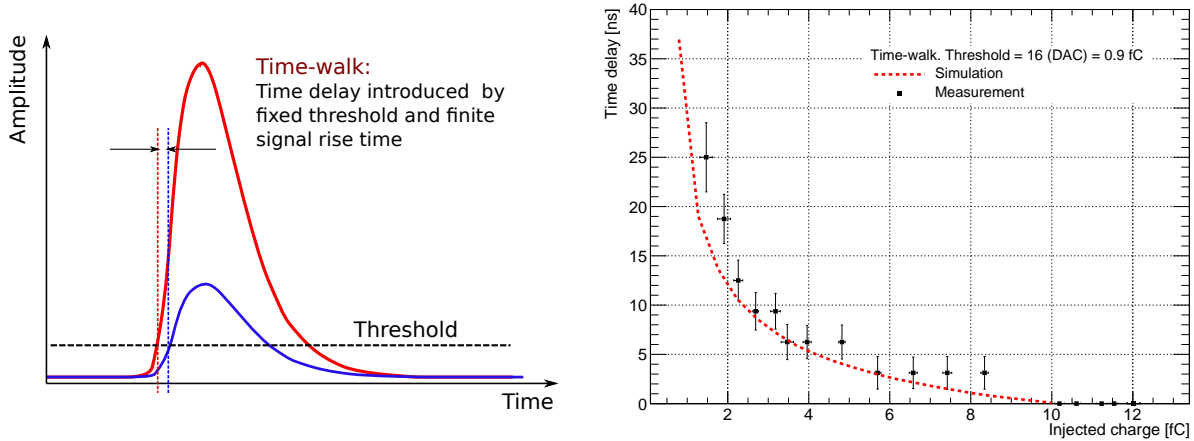 Amplitude
Time-walk:
Time delay introduced by
fixed threshold and finite
signal rise time
Threshold
Time
Time delay [ns]
40
35
30
25
20
15
10
5
0
Time-walk. Threshold = 16 (DAC) = 0.9 fC
Simulation
Measurement
2
4
6
8
10
12
Injected charge [fC]